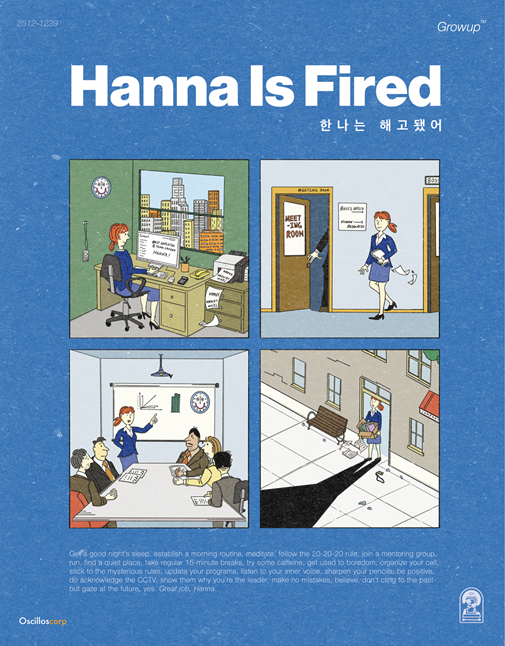 2512-1239
Growup™
Hanna Is Fired
한나는 해고됐어
MEETING ROOM
MEET
-ING
ROOM
BOSS'S OFFICE
HUMAN
RESOURCES
HANNA!
Get a good night's sleep, establish a morning routine, meditate, follow the 20-20-20 rule, join a mentoring group,
run, find a quiet place, take regular 15-minute breaks, try some caffeine, get used to boredom, organize your cell,
stick to the mysterious rules, update your programs, listen to your inner voice, sharpen your pencils, be positive,
do acknowledge the CCTV, show them why you're the leader, make no mistakes, believe, don't cling to the past-
but gaze at the future, yes. Great job, Hanna.
Oscilloscorp